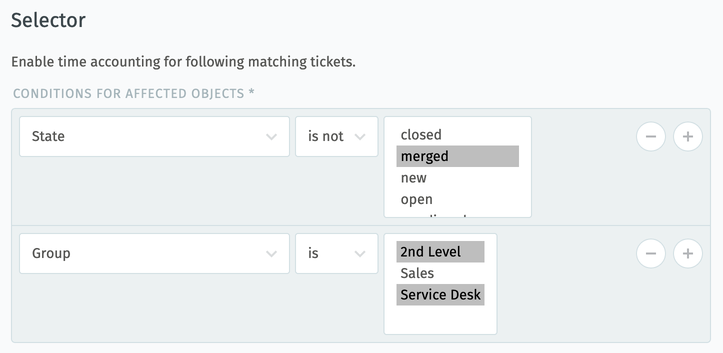 Selector
Enable time accounting for following matching tickets.
CONDITIONS FOR AFFECTED OBJECTS *
State is not closed
merged
new
open
Group is 2nd Level
Sales
Service Desk